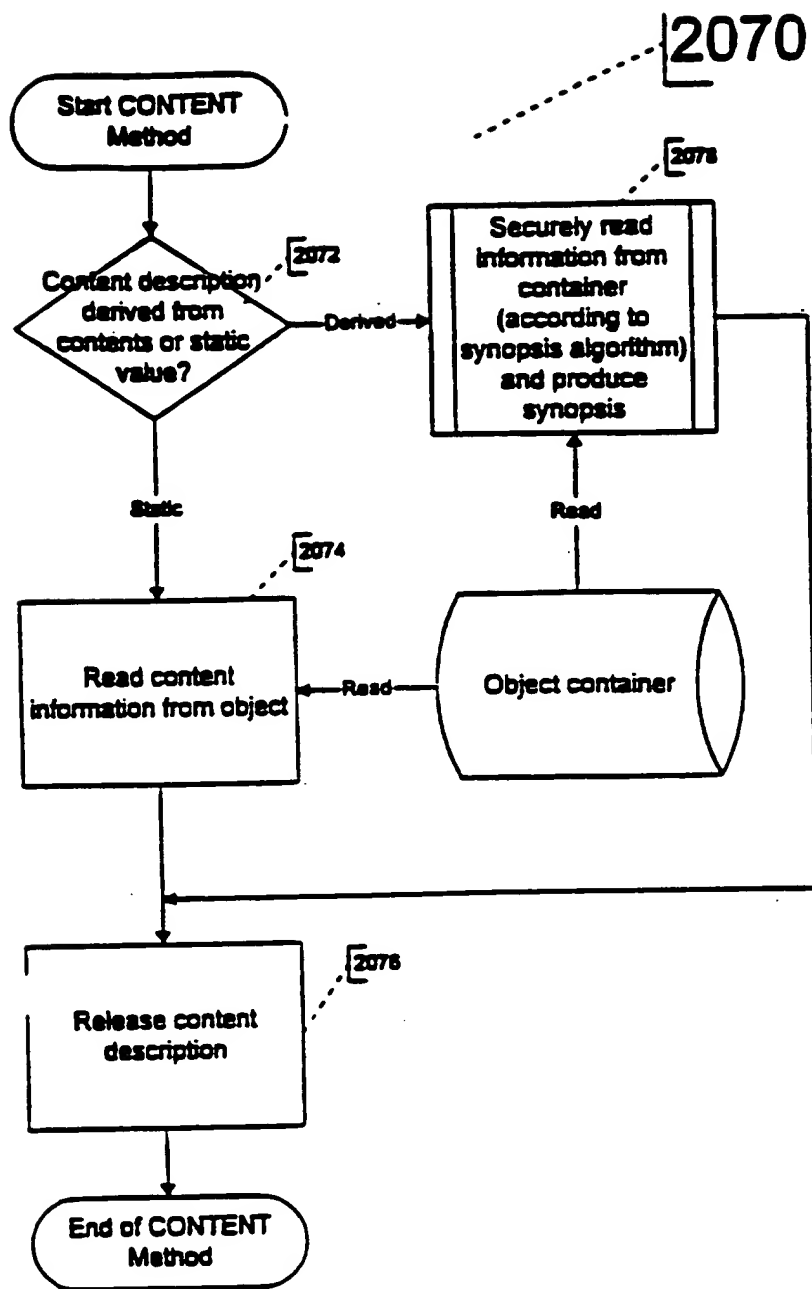 2070
Start CONTENT
Method
2078
Securely read
information from
container
(according to
synopsis algorithm)
and produce
synopsis
2072
Content description
derived from
contents or static
value?
Derived
Static
Read
2074
Read content
information from object
Read
Object container
2076
Release content
description
End of CONTENT
Method